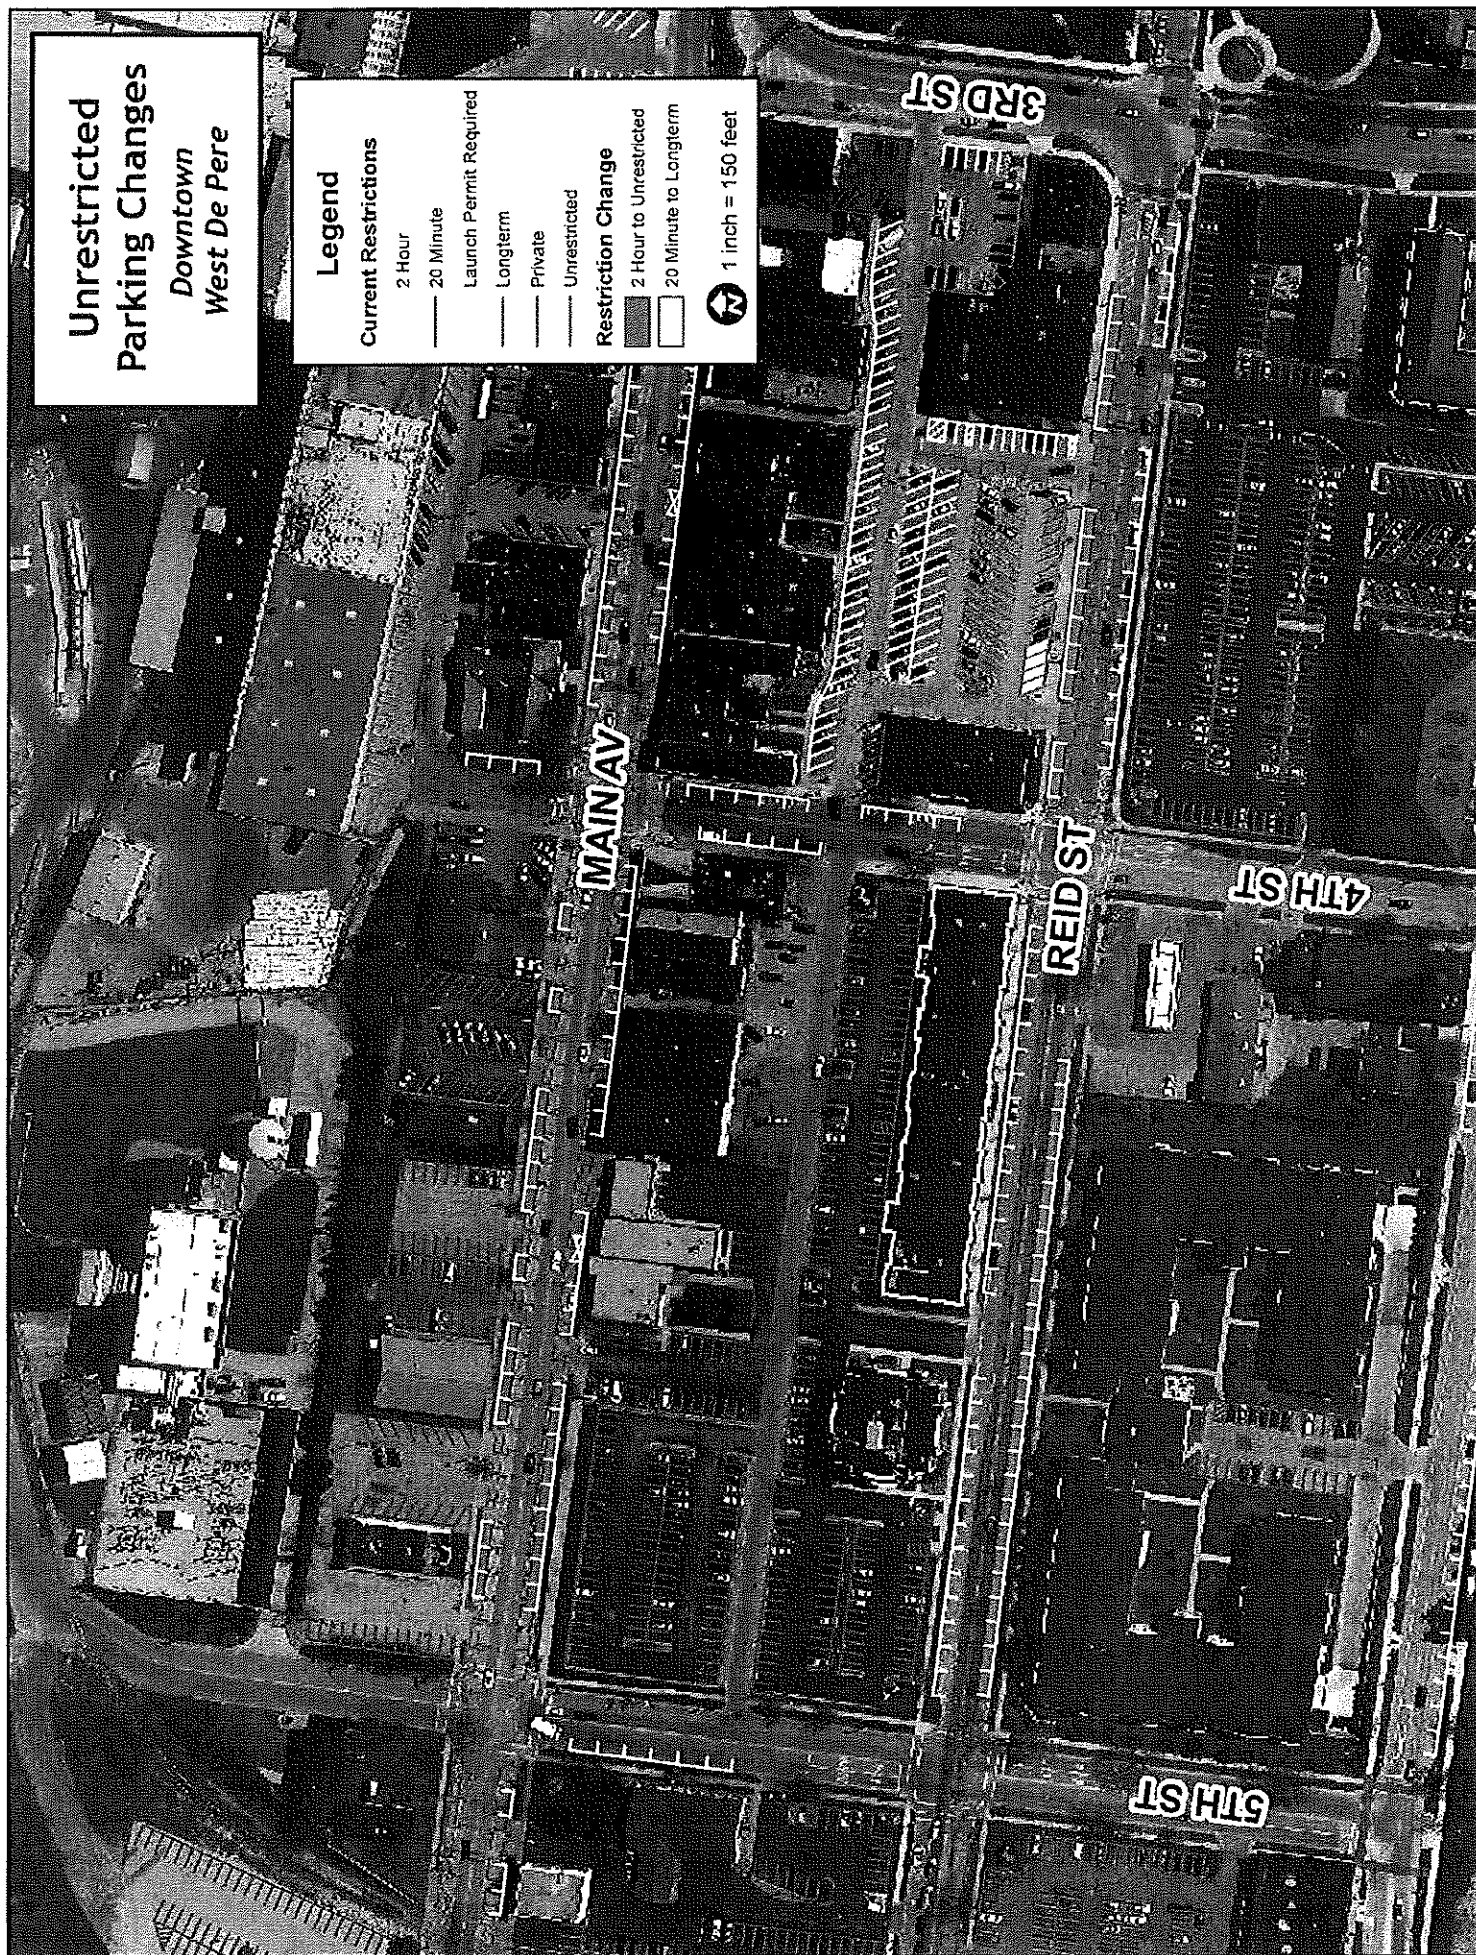 Unrestricted
Parking Changes
Downtown
West De Pere
Legend
Current Restrictions
2 Hour
20 Minute
Launch Permit Required
Longterm
Private
Unrestricted
Restriction Change
2 Hour to Unrestricted
20 Minute to Longterm
N
1 inch = 150 feet
MAIN AV
REID ST
3RD ST
4TH ST
5TH ST